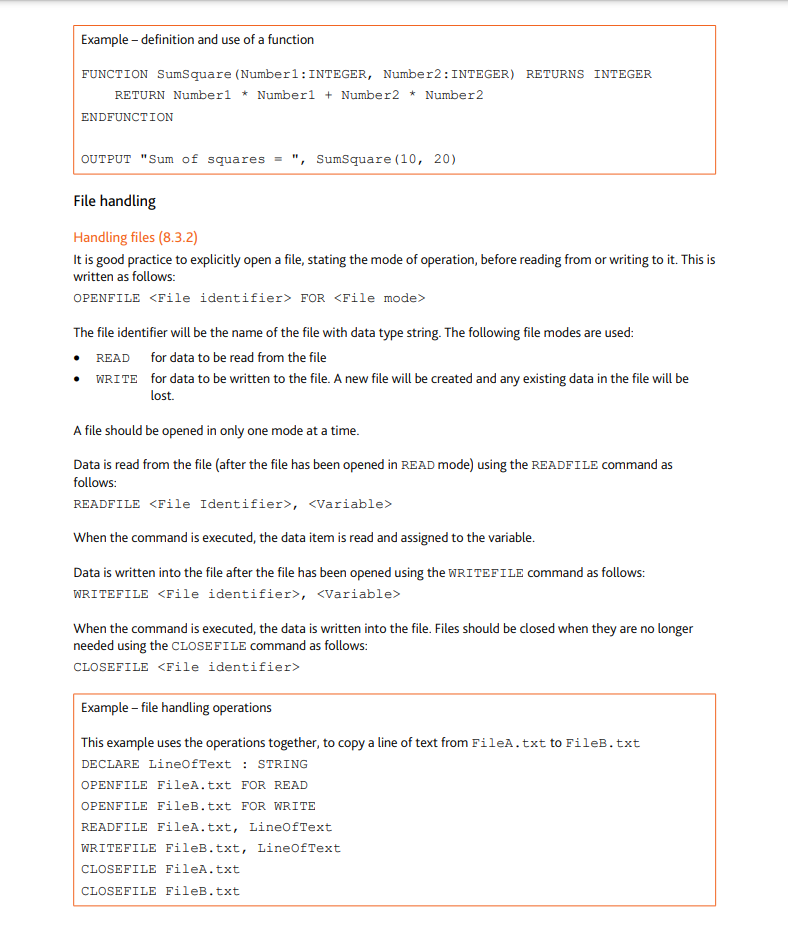 Example – definition and use of a function
FUNCTION SumSquare(Number1:INTEGER, Number2:INTEGER) RETURNS INTEGER
RETURN Number1 * Number1 + Number2 * Number2
ENDFUNCTION
OUTPUT "Sum of squares = ", SumSquare(10, 20)
File handling
Handling files (8.3.2)
It is good practice to explicitly open a file, stating the mode of operation, before reading from or writing to it. This is
written as follows:
OPENFILE <File identifier> FOR <File mode>
The file identifier will be the name of the file with data type string. The following file modes are used:
• READ for data to be read from the file
• WRITE for data to be written to the file. A new file will be created and any existing data in the file will be
lost.
A file should be opened in only one mode at a time.
Data is read from the file (after the file has been opened in READ mode) using the READFILE command as
follows:
READFILE <File Identifier>, <Variable>
When the command is executed, the data item is read and assigned to the variable.
Data is written into the file after the file has been opened using the WRITEFILE command as follows:
WRITEFILE <File identifier>, <Variable>
When the command is executed, the data is written into the file. Files should be closed when they are no longer
needed using the CLOSEFILE command as follows:
CLOSEFILE <File identifier>
Example – file handling operations
This example uses the operations together, to copy a line of text from FileA.txt to FileB.txt
DECLARE LineOfText : STRING
OPENFILE FileA.txt FOR READ
OPENFILE FileB.txt FOR WRITE
READFILE FileA.txt, LineOfText
WRITEFILE FileB.txt, LineOfText
CLOSEFILE FileA.txt
CLOSEFILE FileB.txt